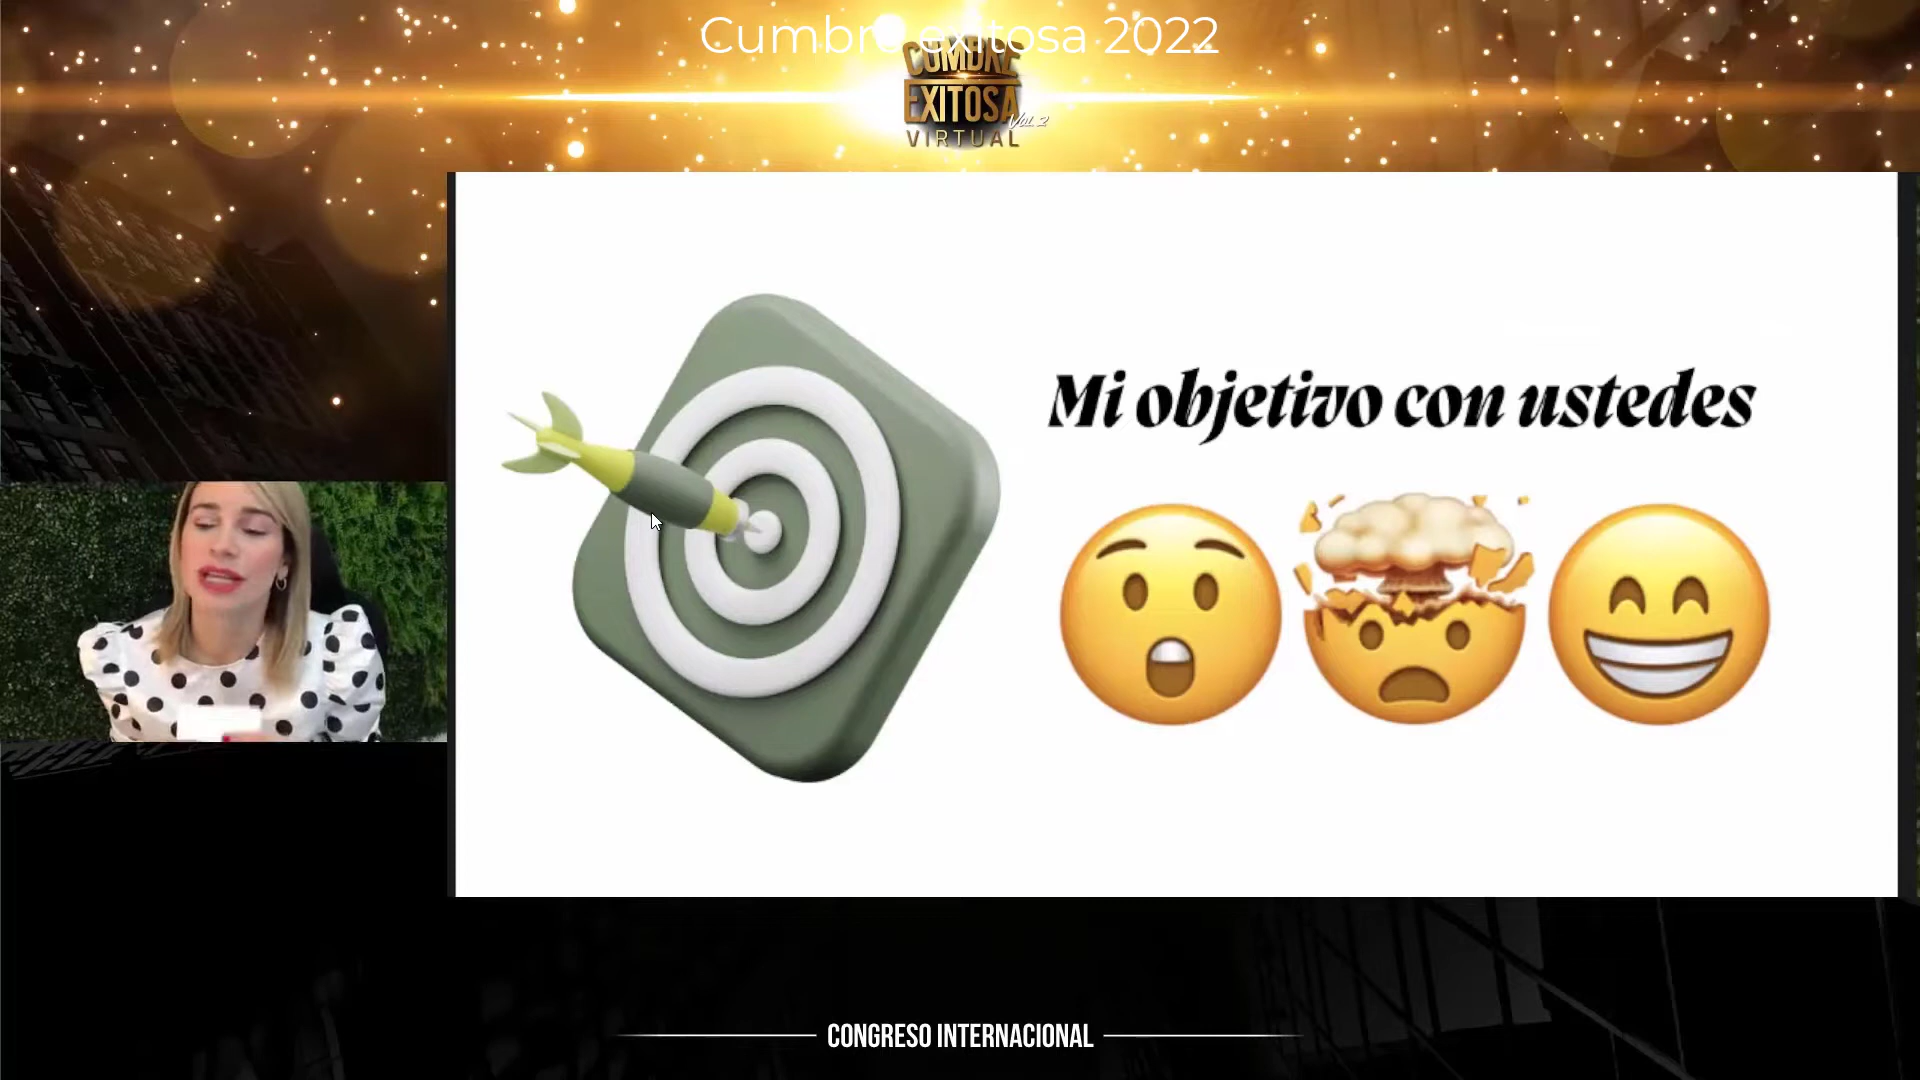 Cumbre exitosa 2022
CUMBRE
EXITOSA
Vol 2
VIRTUAL
Mi objetivo con ustedes
CONGRESO INTERNACIONAL